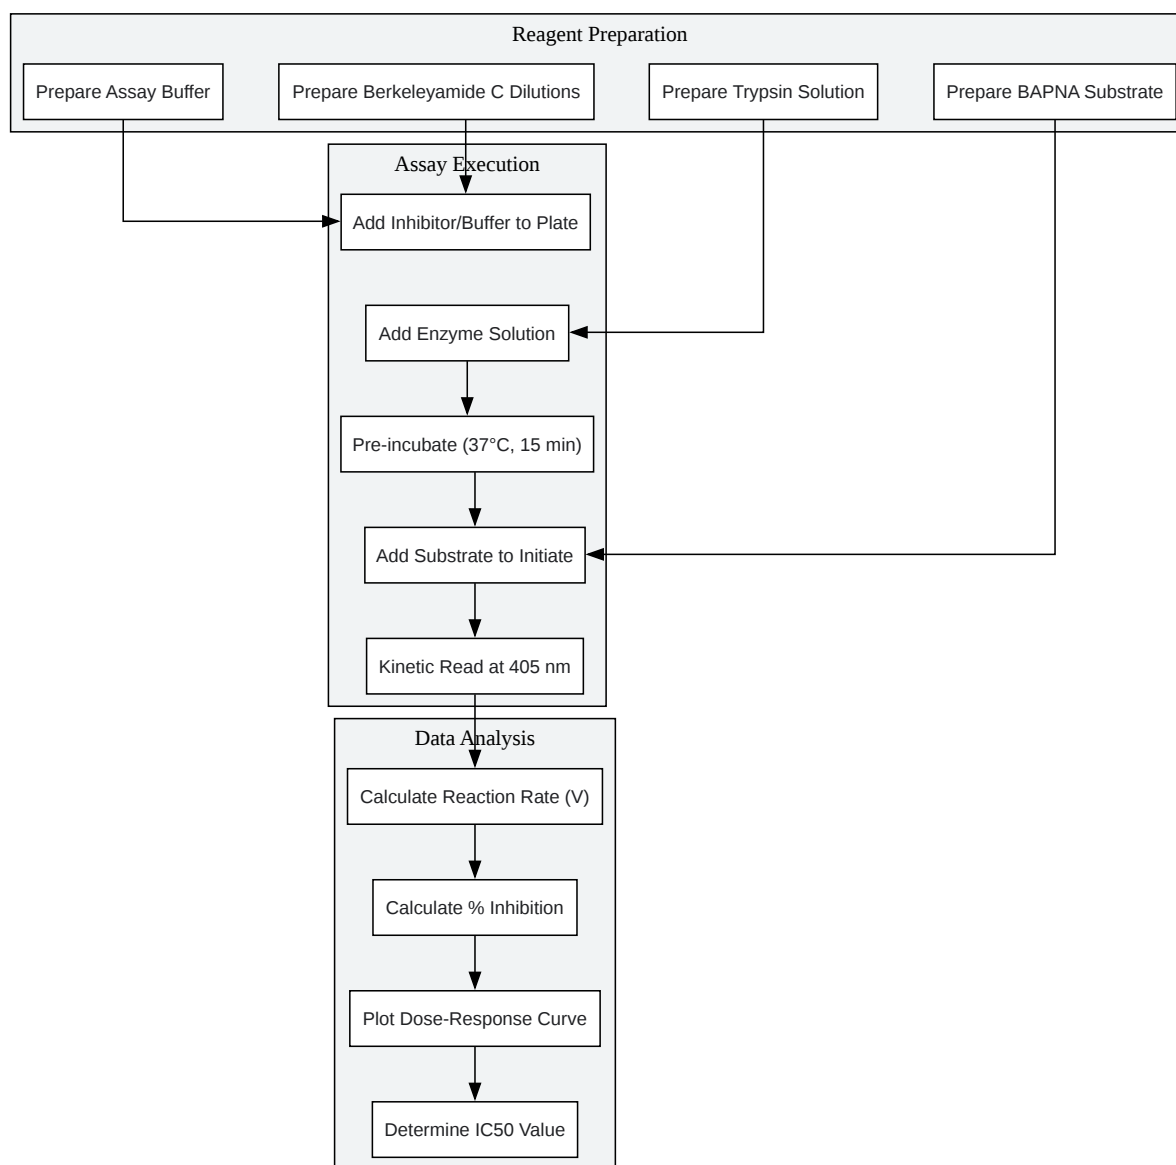 Reagent Preparation
Prepare Assay Buffer
Prepare Berkeleyamide C Dilutions
Prepare Trypsin Solution
Prepare BAPNA Substrate
Assay Execution
Add Inhibitor/Buffer to Plate
Add Enzyme Solution
Pre-incubate (37°C, 15 min)
Add Substrate to Initiate
Kinetic Read at 405 nm
Data Analysis
Calculate Reaction Rate (V)
Calculate % Inhibition
Plot Dose-Response Curve
Determine IC50 Value